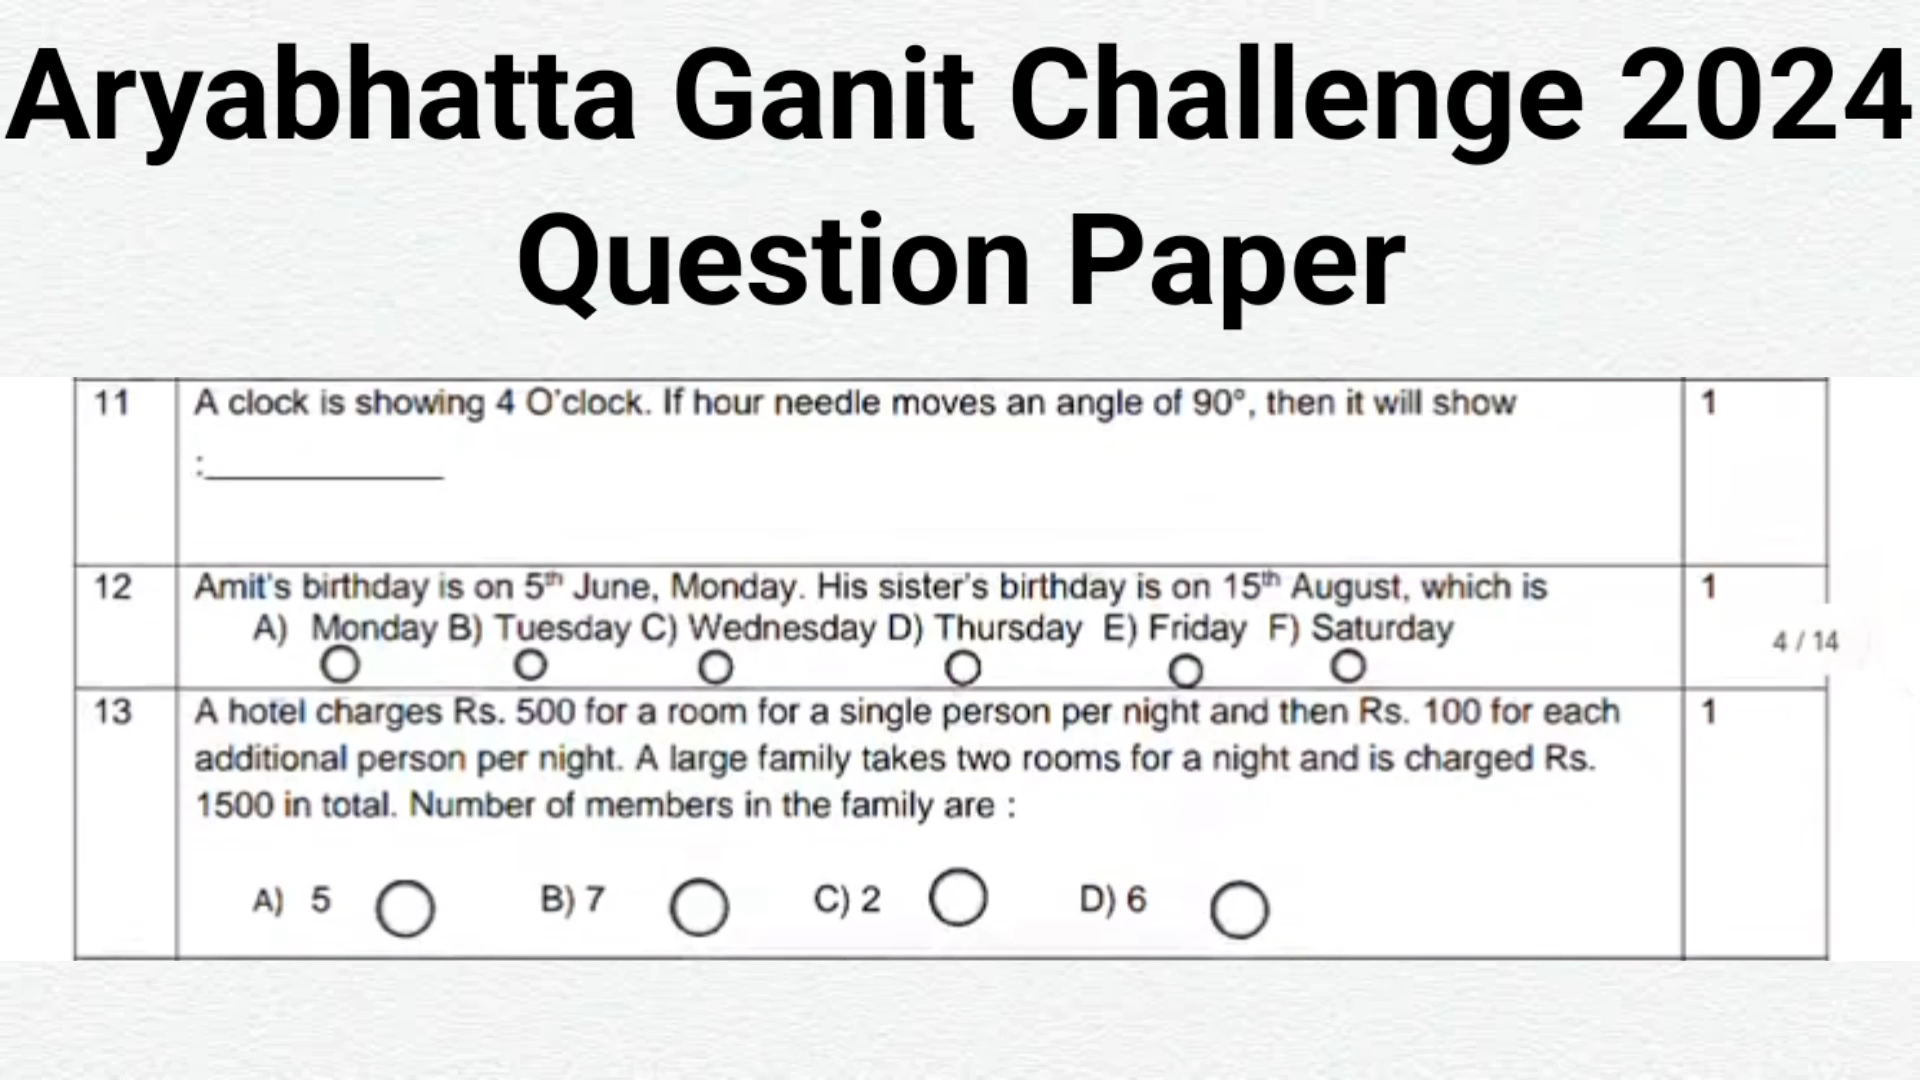 Aryabhatta Ganit Challenge 2024
Question Paper
11 A clock is showing 4 O'clock. If hour needle moves an angle of 90°, then it will show 1
:____________
12 Amit's birthday is on 5th June, Monday. His sister's birthday is on 15th August, which is 1
A) Monday B) Tuesday C) Wednesday D) Thursday E) Friday F) Saturday
4 / 14
13 A hotel charges Rs. 500 for a room for a single person per night and then Rs. 100 for each 1
additional person per night. A large family takes two rooms for a night and is charged Rs.
1500 in total. Number of members in the family are :
A) 5 B) 7 C) 2 D) 6